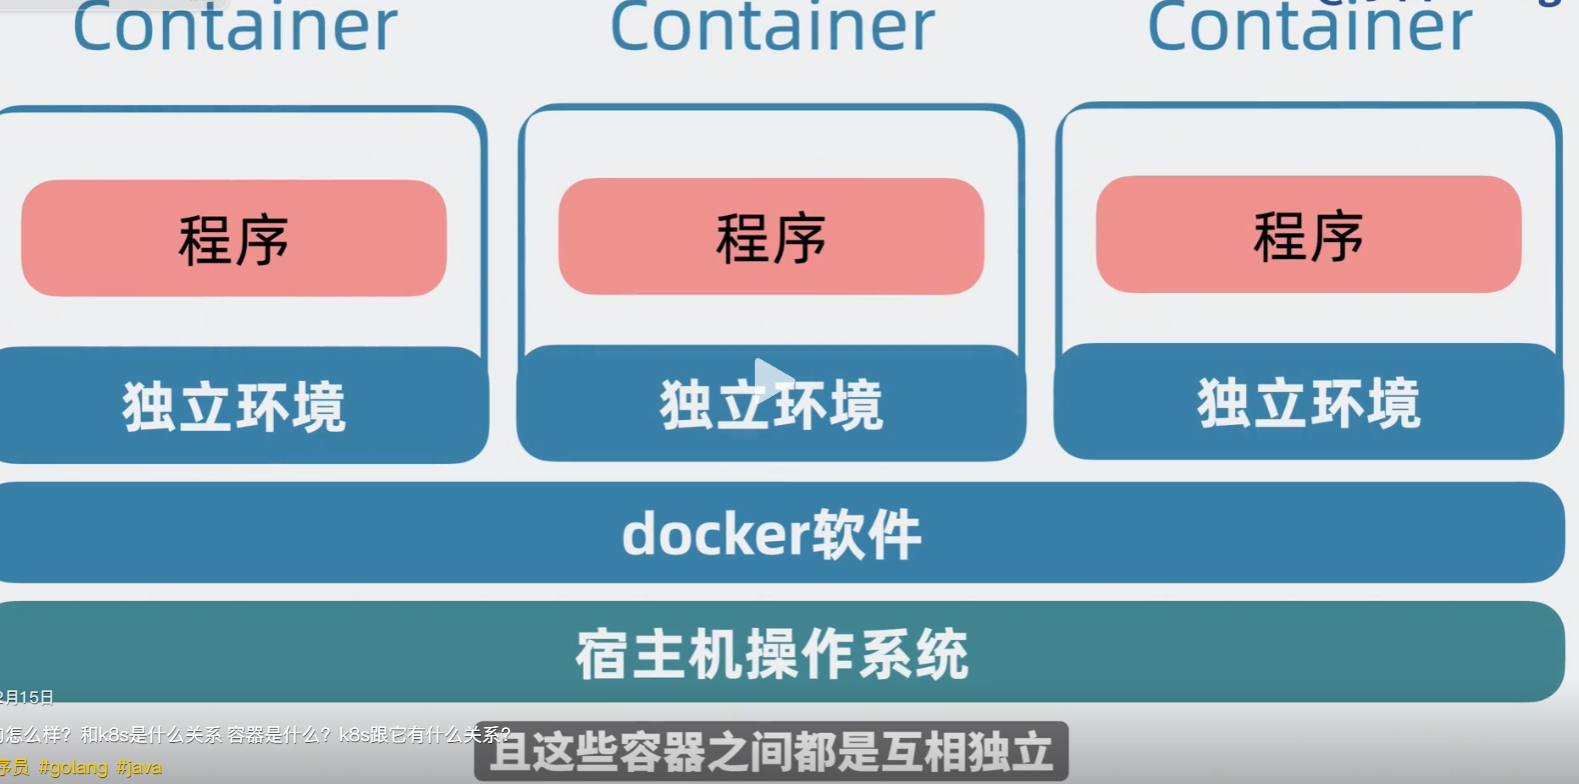 Container Container Container
程序 程序 程序
独立环境 独立环境 独立环境
docker软件
宿主机操作系统
2月15日
怎么样？和k8s是什么关系 容器是什么？k8s跟它有什么关系？
且这些容器之间都是互相独立
序员 #golang #java